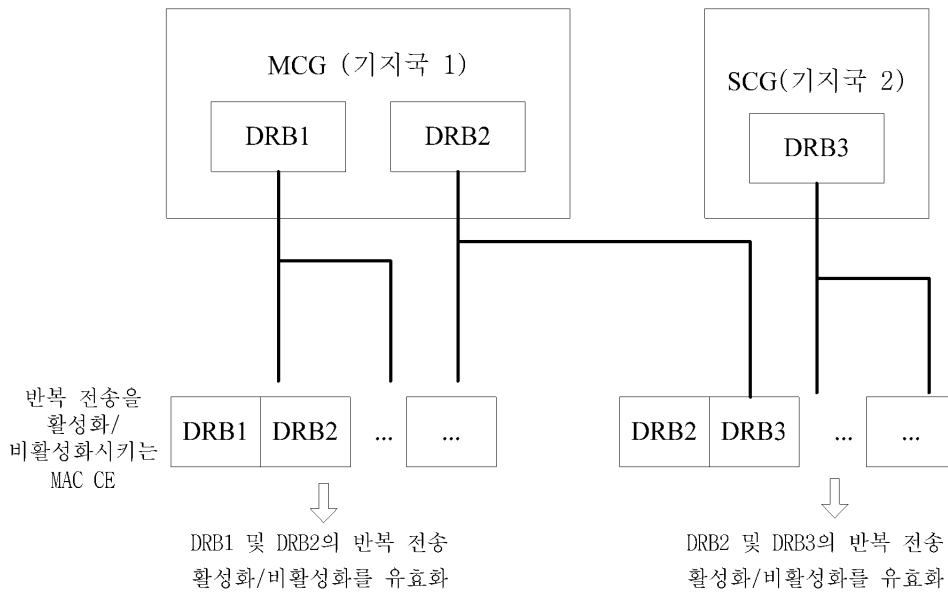 MCG (기지국 1)
SCG(기지국 2)
DRB1
DRB2
DRB3
반복 전송을
활성화/
비활성화시키는
MAC CE
DRB1
DRB2
...
...
DRB2
DRB3
...
...
DRB1 및 DRB2의 반복 전송
활성화/비활성화를 유효화
DRB2 및 DRB3의 반복 전송
활성화/비활성화를 유효화